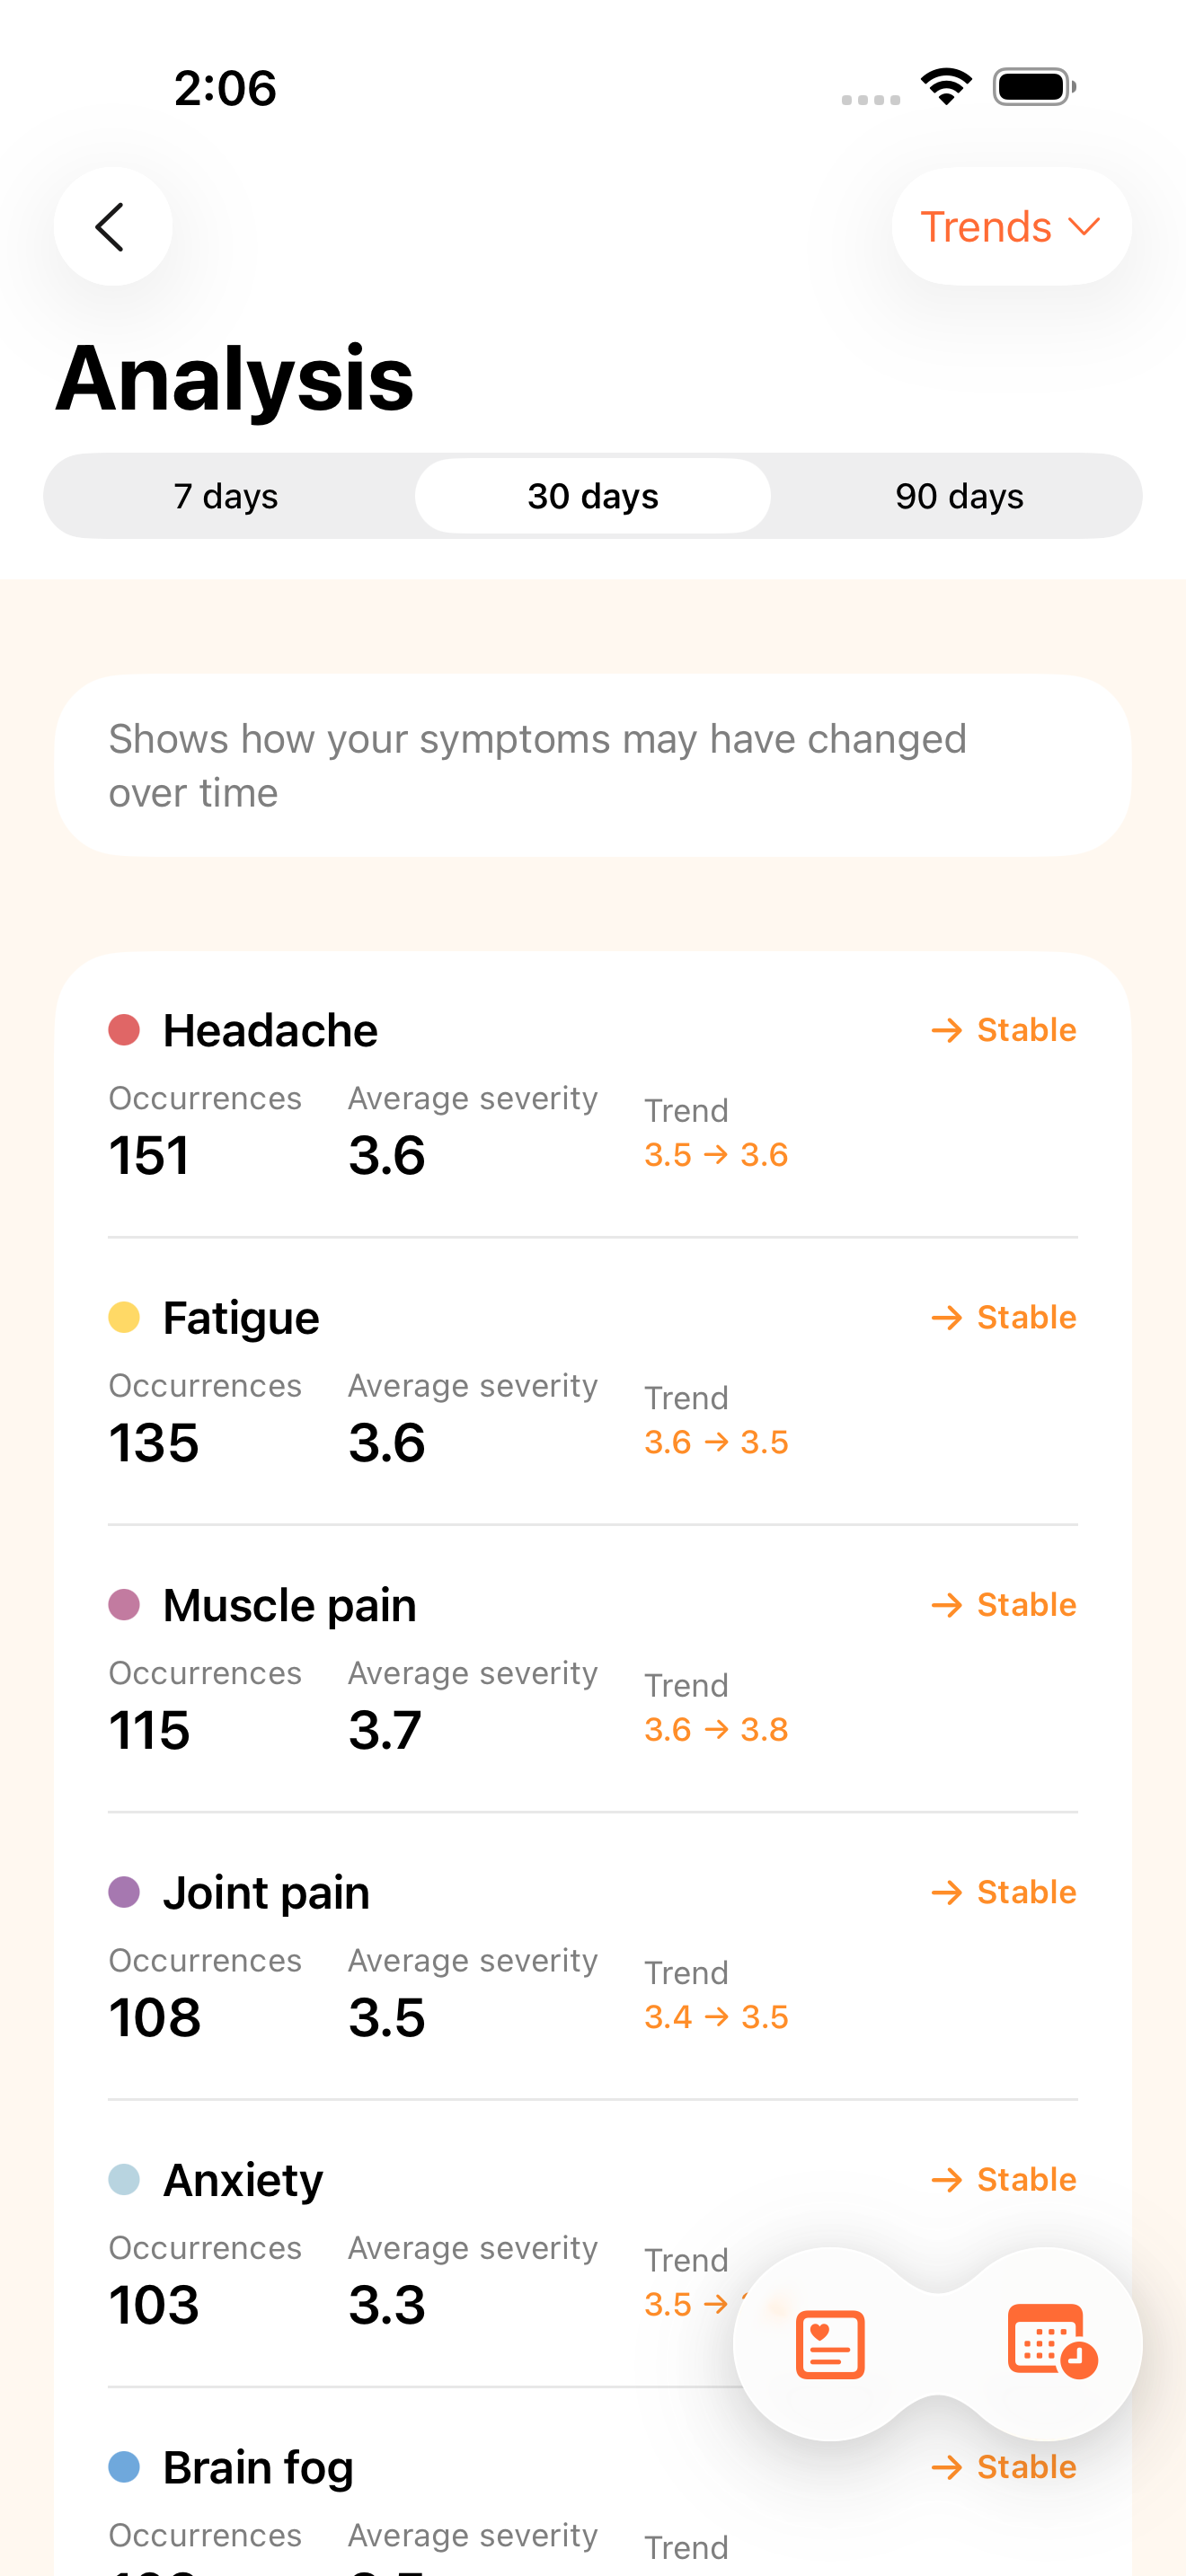 2:06
Trends
Analysis
7 days 30 days 90 days
Shows how your symptoms may have changed
over time
Headache → Stable
Occurrences Average severity Trend
151 3.6 3.5 → 3.6
Fatigue → Stable
Occurrences Average severity Trend
135 3.6 3.6 → 3.5
Muscle pain → Stable
Occurrences Average severity Trend
115 3.7 3.6 → 3.8
Joint pain → Stable
Occurrences Average severity Trend
108 3.5 3.4 → 3.5
Anxiety → Stable
Occurrences Average severity Trend
103 3.3 3.5 →
Brain fog → Stable
Occurrences Average severity Trend